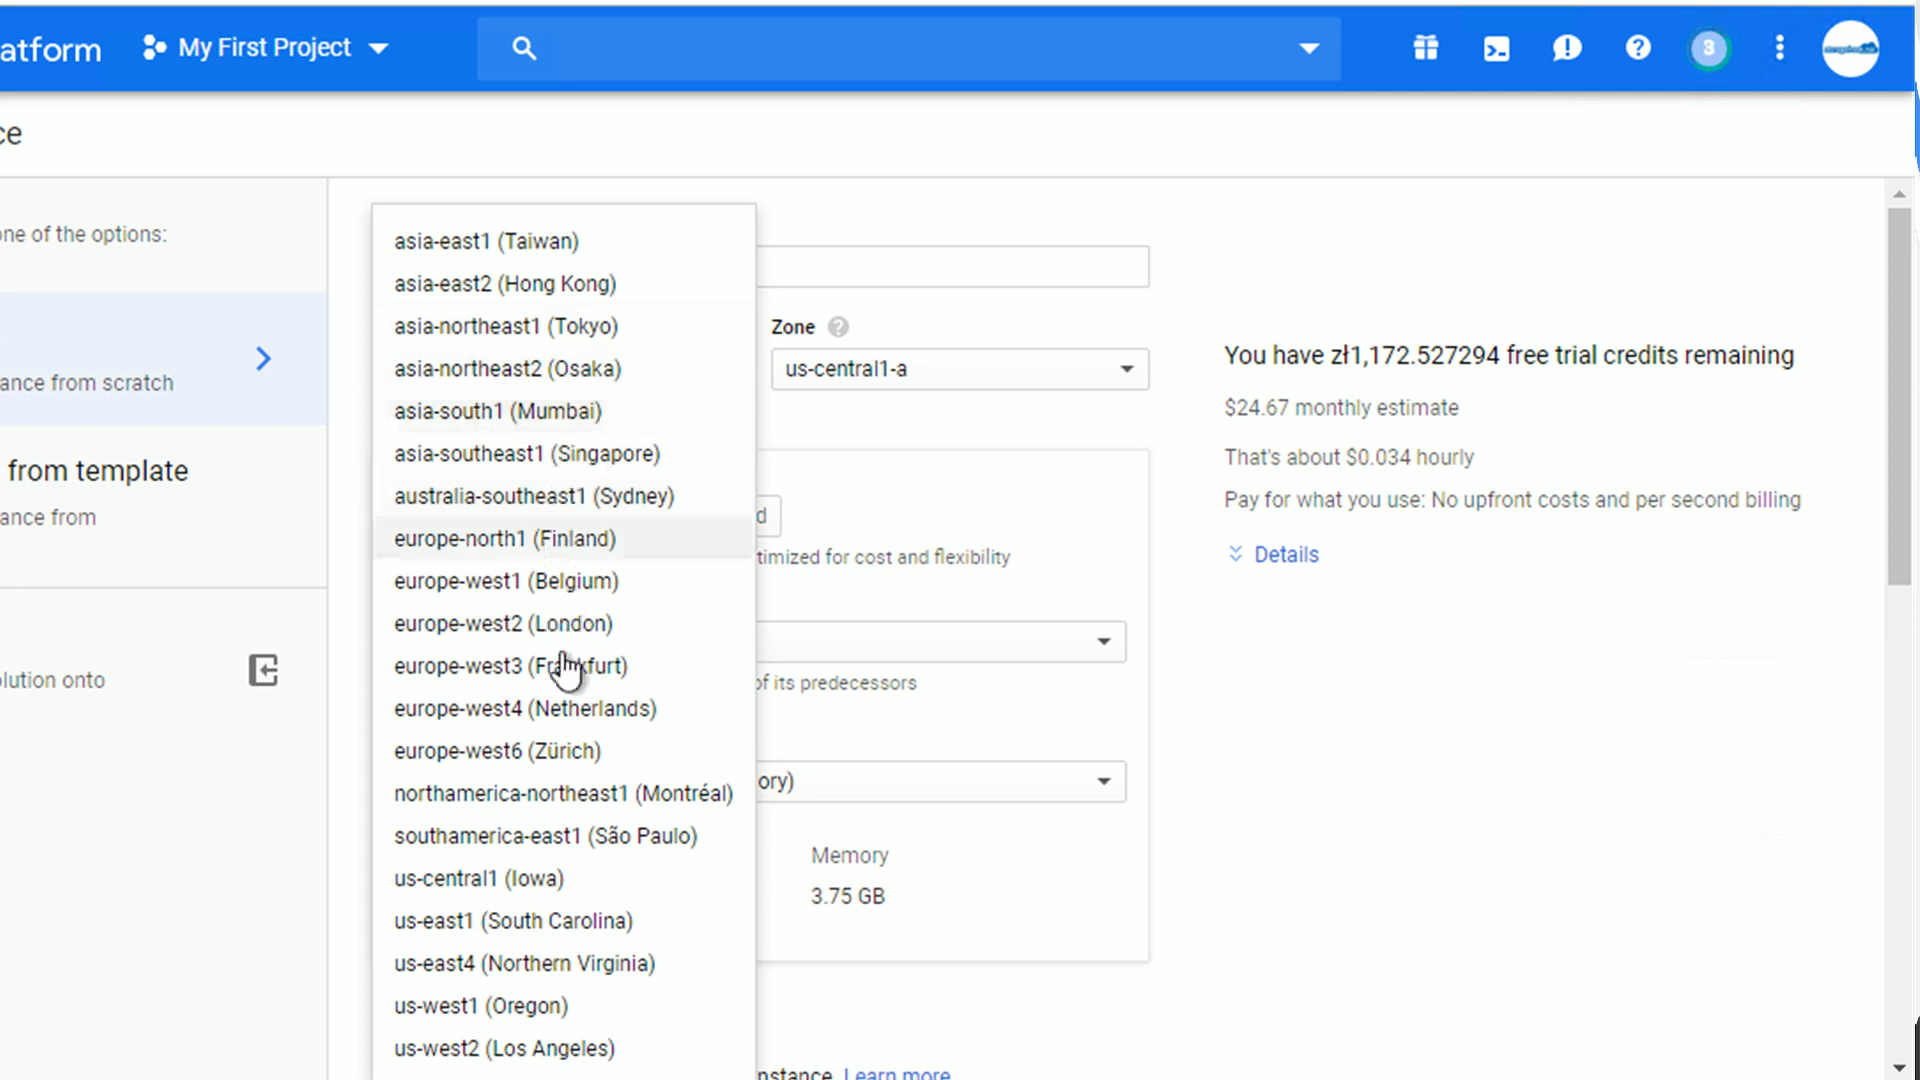 atform
My First Project
3
ce
one of the options:
ance from scratch
from template
ance from
lution onto
asia-east1 (Taiwan)
asia-east2 (Hong Kong)
asia-northeast1 (Tokyo)
asia-northeast2 (Osaka)
asia-south1 (Mumbai)
asia-southeast1 (Singapore)
australia-southeast1 (Sydney)
europe-north1 (Finland)
europe-west1 (Belgium)
europe-west2 (London)
europe-west3 (Frankfurt)
europe-west4 (Netherlands)
europe-west6 (Zürich)
northamerica-northeast1 (Montréal)
southamerica-east1 (São Paulo)
us-central1 (Iowa)
us-east1 (South Carolina)
us-east4 (Northern Virginia)
us-west1 (Oregon)
us-west2 (Los Angeles)
Zone
us-central1-a
d
timized for cost and flexibility
of its predecessors
ory)
Memory
3.75 GB
nstance. Learn more
You have zł1,172.527294 free trial credits remaining
$24.67 monthly estimate
That's about $0.034 hourly
Pay for what you use: No upfront costs and per second billing
Details